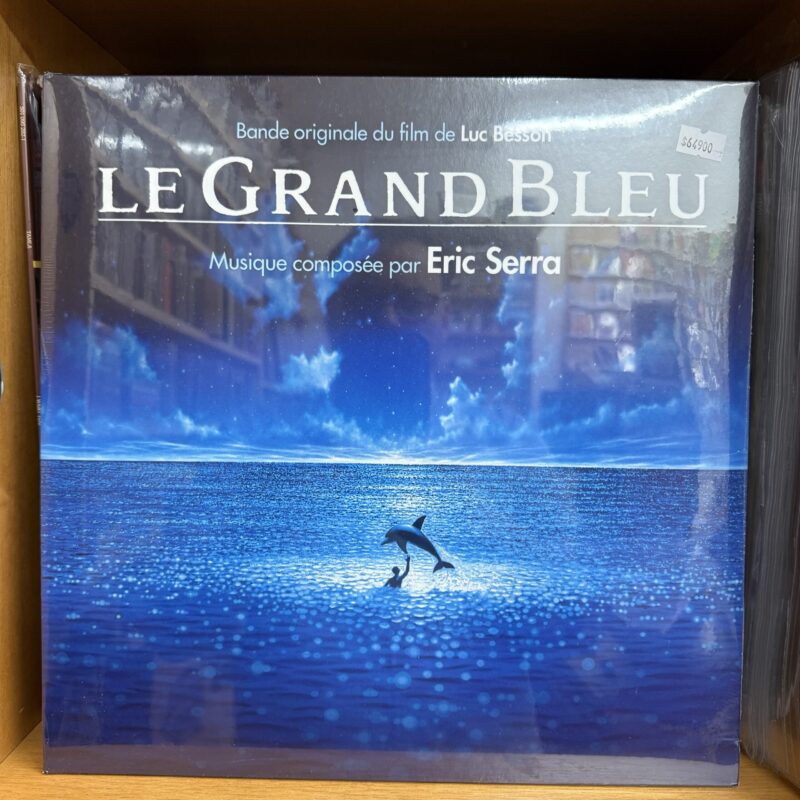 Bande originale du film de Luc Besson
$64900
LE GRAND BLEU
Musique composée par Eric Serra